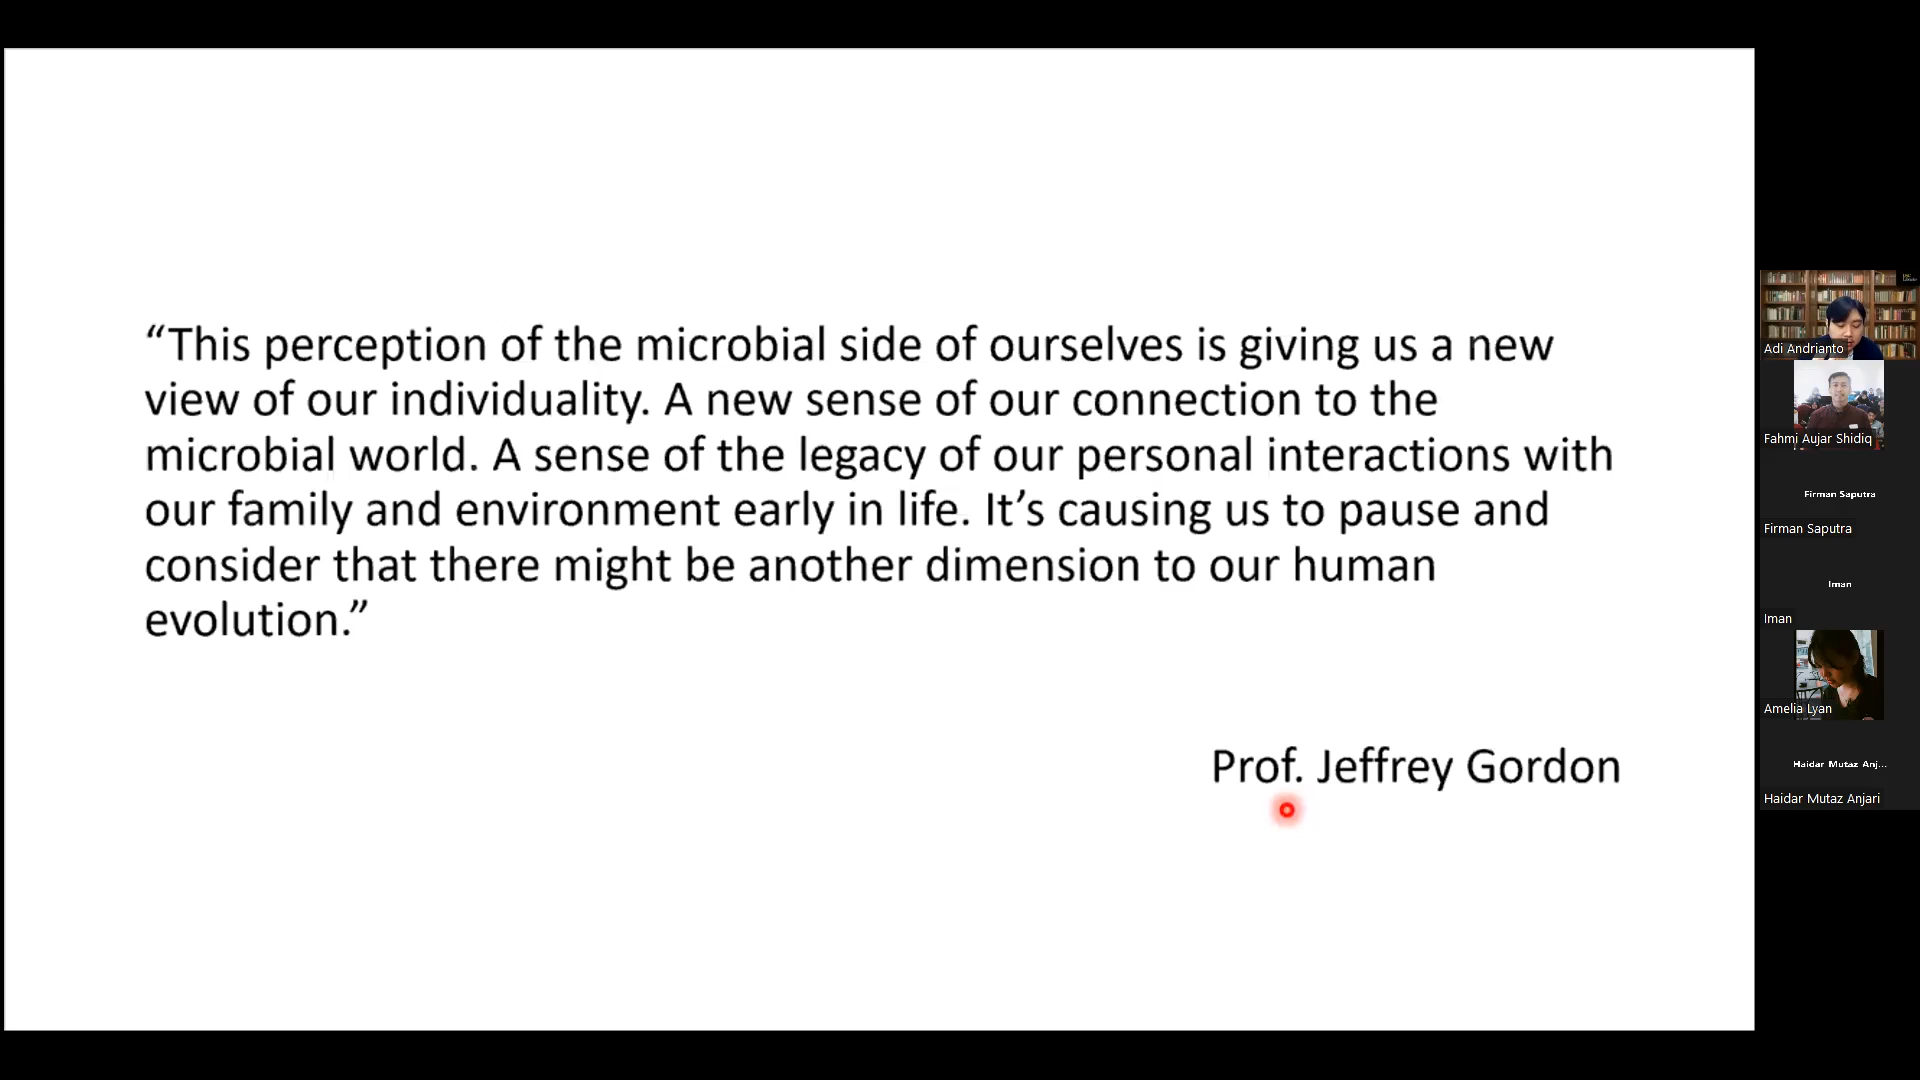 “This perception of the microbial side of ourselves is giving us a new
view of our individuality. A new sense of our connection to the
microbial world. A sense of the legacy of our personal interactions with
our family and environment early in life. It’s causing us to pause and
consider that there might be another dimension to our human
evolution.”
Prof. Jeffrey Gordon
Adi Andrianto
Fahmi Aujar Shidiq
Firman Saputra
Firman Saputra
Iman
Iman
Amelia Lyan
Haidar Mutaz Anj...
Haidar Mutaz Anjari